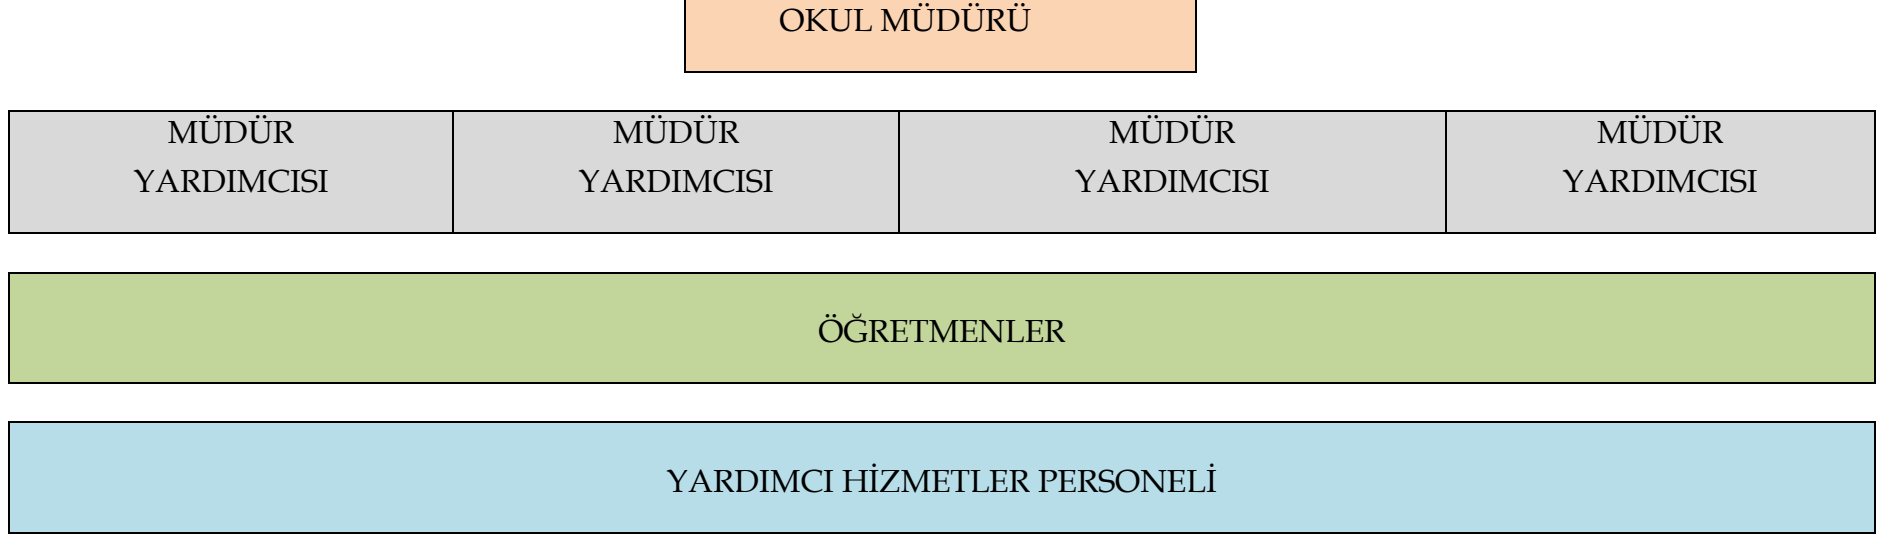 OKUL MÜDÜRÜ
MÜDÜR
YARDIMCISI
MÜDÜR
YARDIMCISI
MÜDÜR
YARDIMCISI
MÜDÜR
YARDIMCISI
ÖĞRETMENLER
YARDIMCI HİZMETLER PERSONELİ